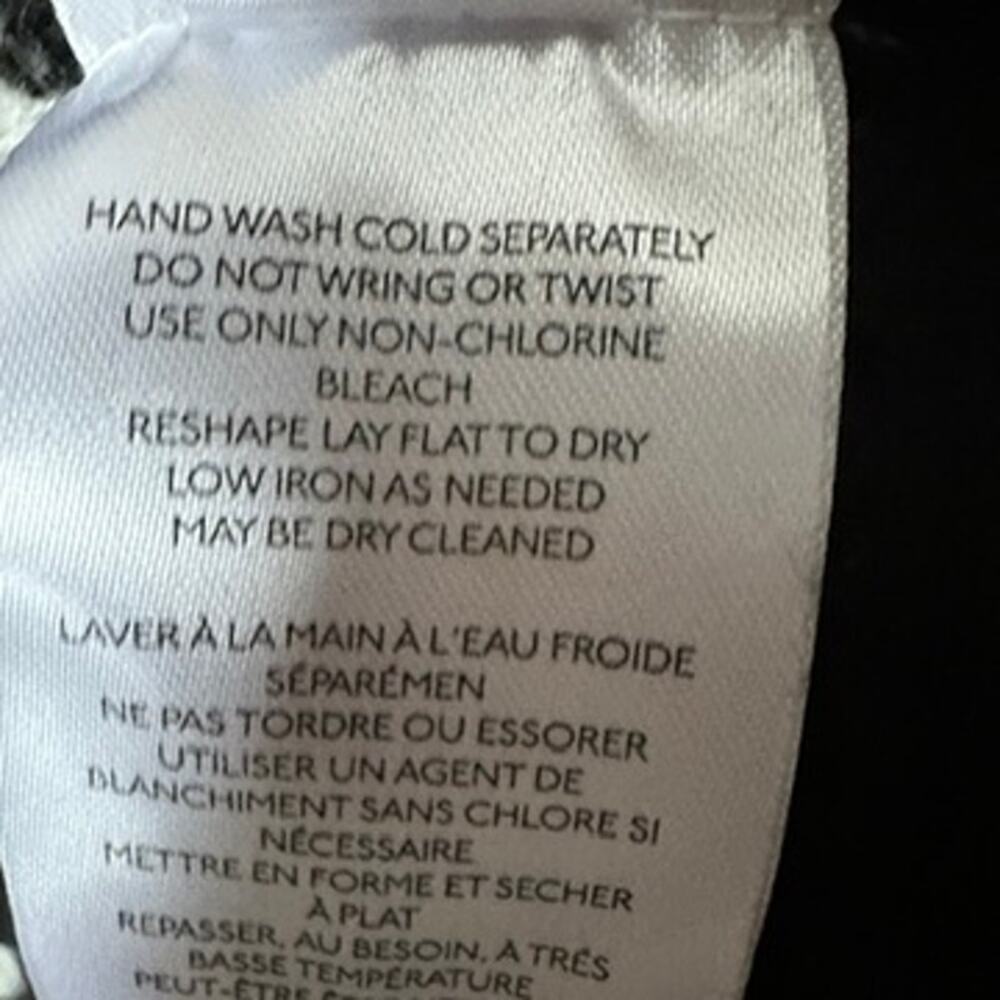 HAND WASH COLD SEPARATELY
DO NOT WRING OR TWIST
USE ONLY NON-CHLORINE
BLEACH
RESHAPE LAY FLAT TO DRY
LOW IRON AS NEEDED
MAY BE DRY CLEANED
LAVER À LA MAIN À L'EAU FROIDE
SÉPARÉMEN
NE PAS TORDRE OU ESSORER
UTILISER UN AGENT DE
BLANCHIMENT SANS CHLORE SI
NÉCESSAIRE
METTRE EN FORME ET SECHER
À PLAT
REPASSER, AU BESOIN, À TRÉS
BASSE TEMPÉRATURE
PEUT-ÊTRE